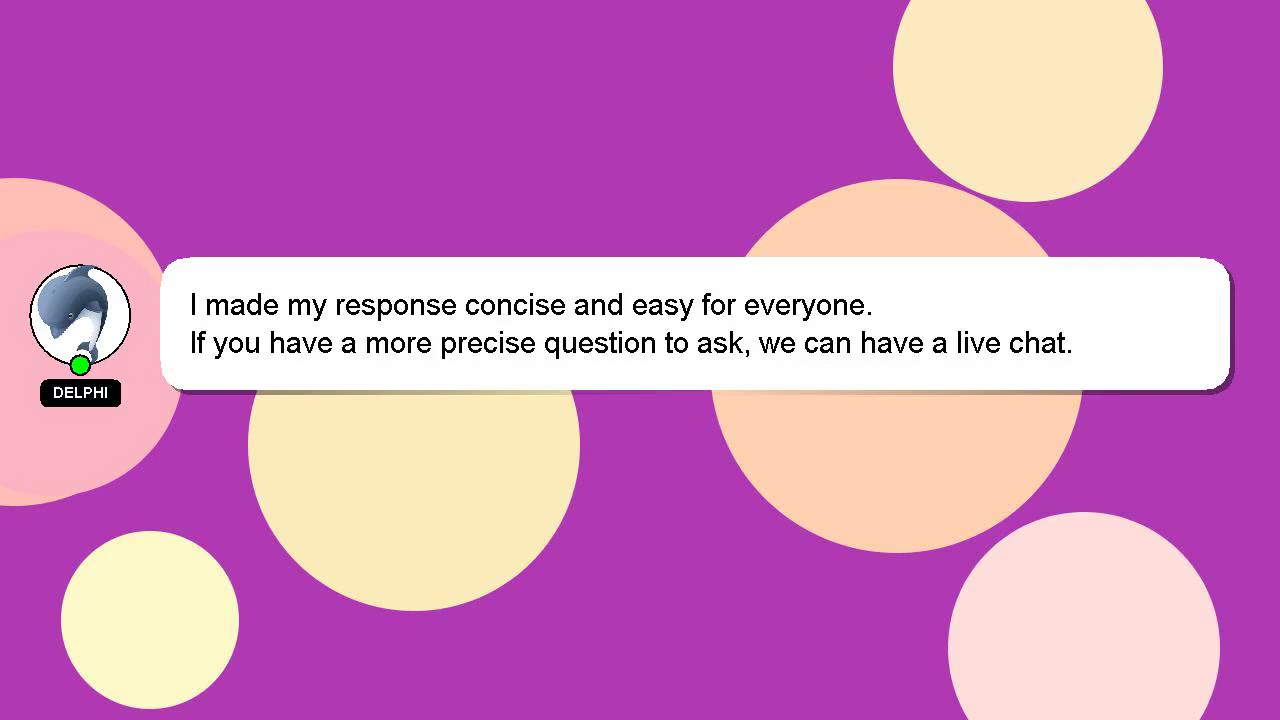 I made my response concise and easy for everyone.
If you have a more precise question to ask, we can have a live chat.
DELPHI